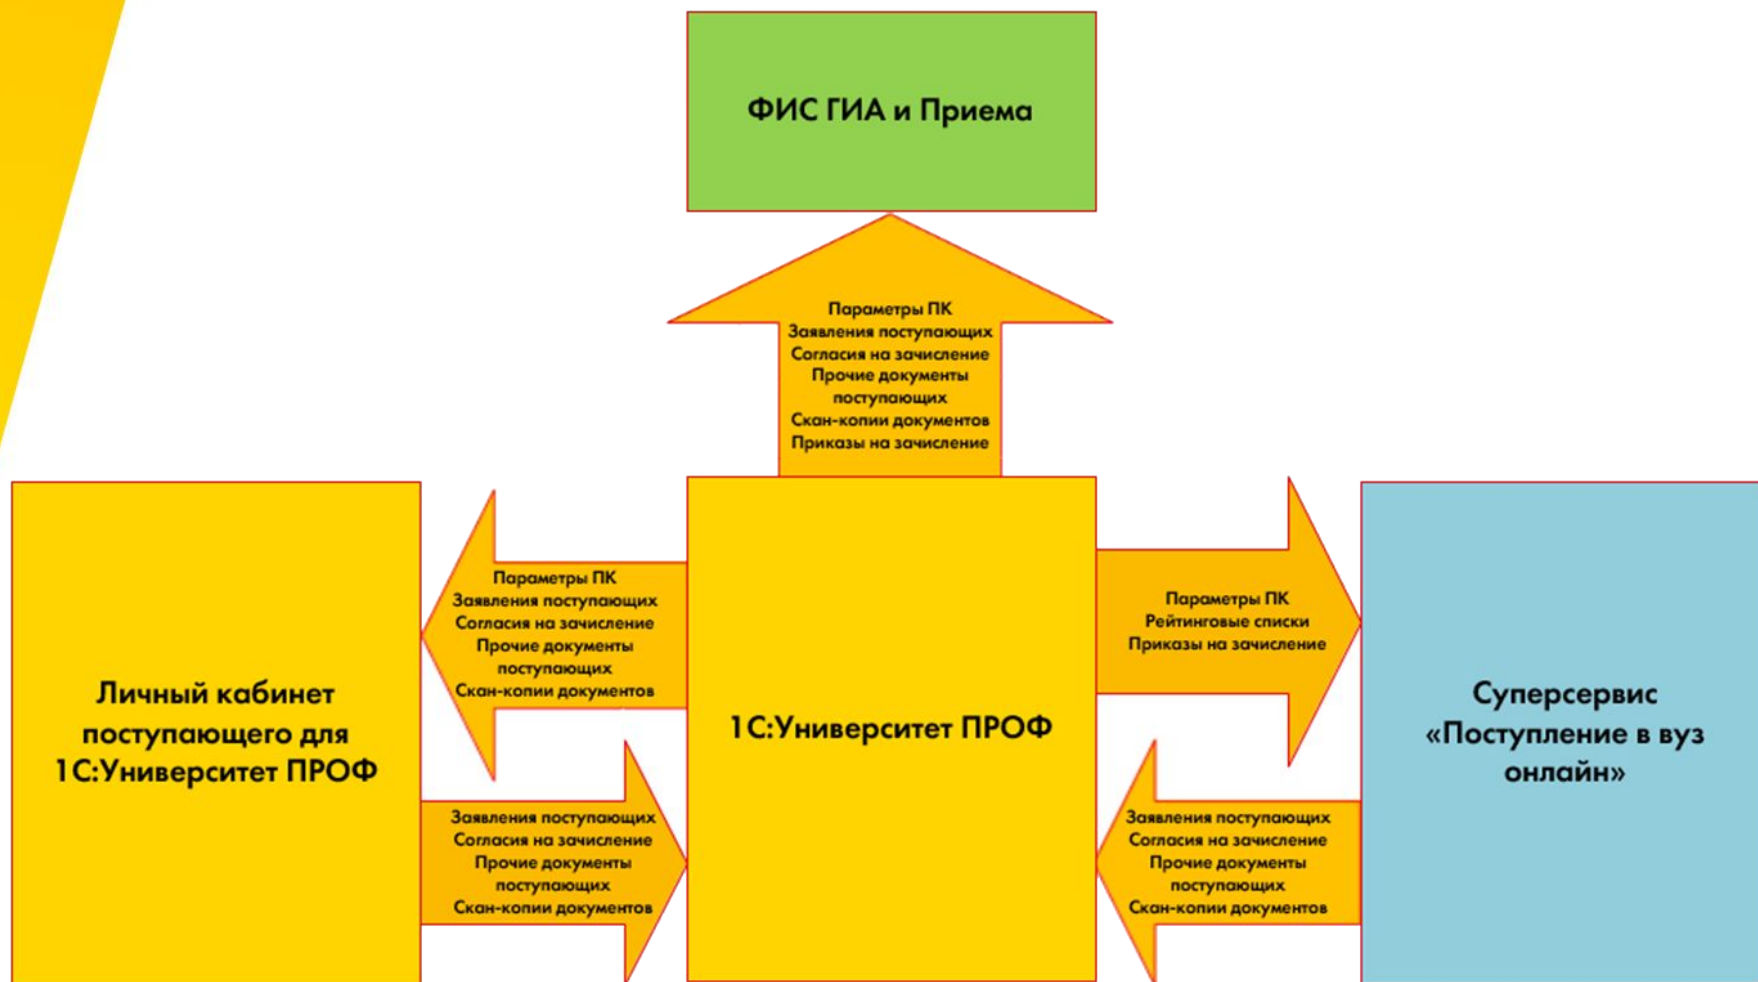 ФИС ГИА и Приема
Параметры ПК
Заявления поступающих
Согласия на зачисление
Прочие документы
поступающих
Скан-копии документов
Приказы на зачисление
Параметры ПК
Заявления поступающих
Согласия на зачисление
Прочие документы
поступающих
Скан-копии документов
Параметры ПК
Рейтинговые списки
Приказы на зачисление
Личный кабинет
поступающего для
1С:Университет ПРОФ
1С:Университет ПРОФ
Суперсервис
«Поступление в вуз
онлайн»
Заявления поступающих
Согласия на зачисление
Прочие документы
поступающих
Скан-копии документов
Заявления поступающих
Согласия на зачисление
Прочие документы
поступающих
Скан-копии документов